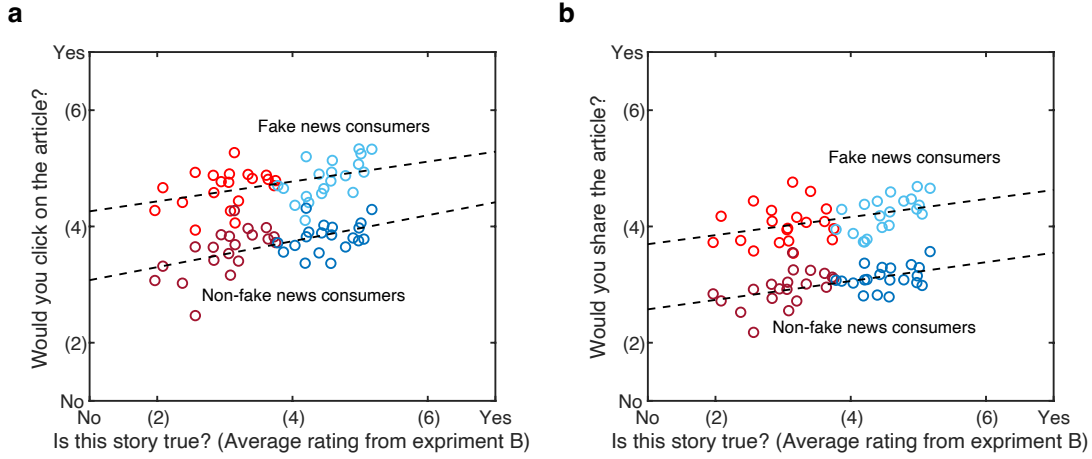 a
Would you click on the article?
Yes
(6)
(4)
(2)
No
Fake news consumers
Non-fake news consumers
No
(2)
(4)
(6)
Yes
Is this story true? (Average rating from expriment B)
b
Would you share the article?
Yes
(6)
(4)
(2)
No
Fake news consumers
Non-fake news consumers
No
(2)
(4)
(6)
Yes
Is this story true? (Average rating from expriment B)